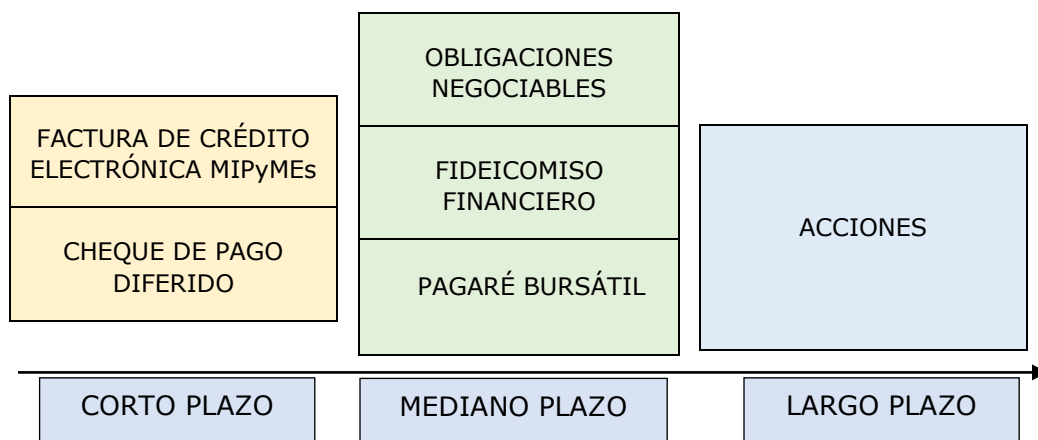 FACTURA DE CRÉDITO
ELECTRÓNICA MIPyMEs
CHEQUE DE PAGO
DIFERIDO
OBLIGACIONES
NEGOCIABLES
FIDEICOMISO
FINANCIERO
PAGARÉ BURSÁTIL
ACCIONES
CORTO PLAZO
MEDIANO PLAZO
LARGO PLAZO